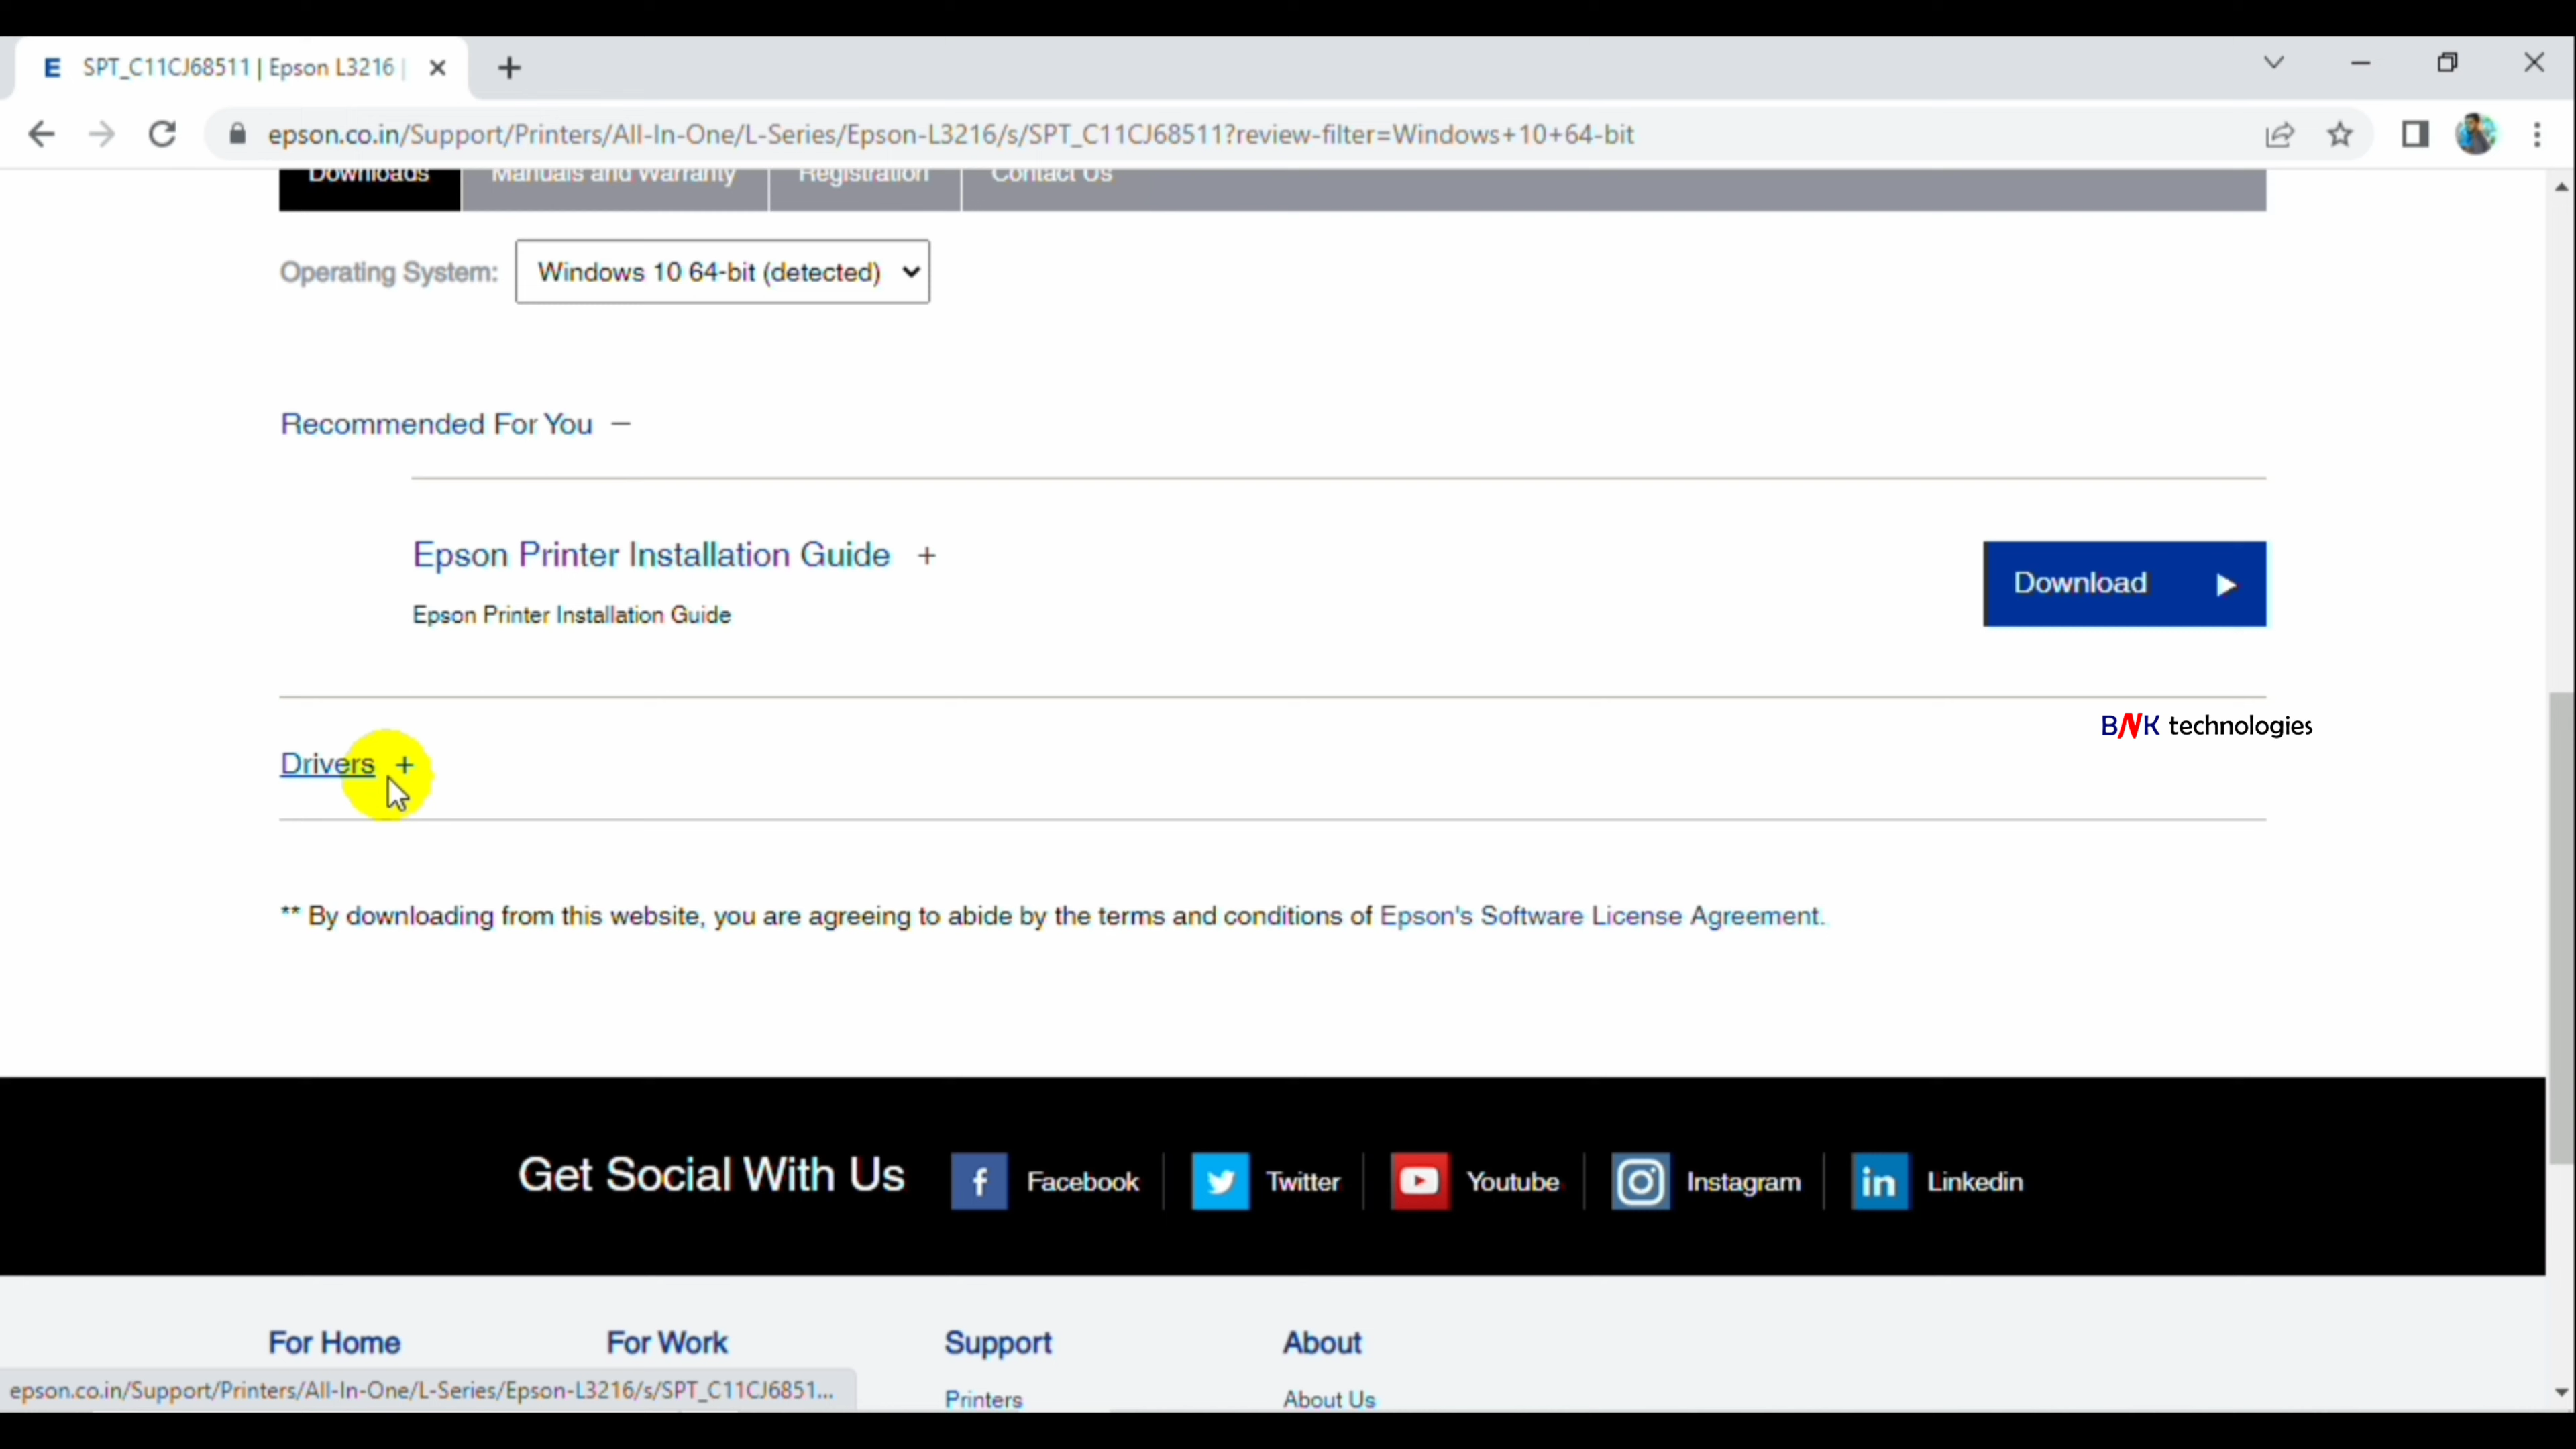 SPT_C11CJ68511 | Epson L3216 |
epson.co.in/Support/Printers/All-In-One/L-Series/Epson-L3216/s/SPT_C11CJ68511?review-filter=Windows+10+64-bit
Downloads Manuals and Warranty Registration Contact Us
Operating System: Windows 10 64-bit (detected)
Recommended For You −
Epson Printer Installation Guide +
Download
Epson Printer Installation Guide
BNK technologies
Drivers +
** By downloading from this website, you are agreeing to abide by the terms and conditions of Epson's Software License Agreement.
Get Social With Us Facebook Twitter Youtube Instagram Linkedin
For Home For Work Support About
epson.co.in/Support/Printers/All-In-One/L-Series/Epson-L3216/s/SPT_C11CJ6851...
Printers About Us